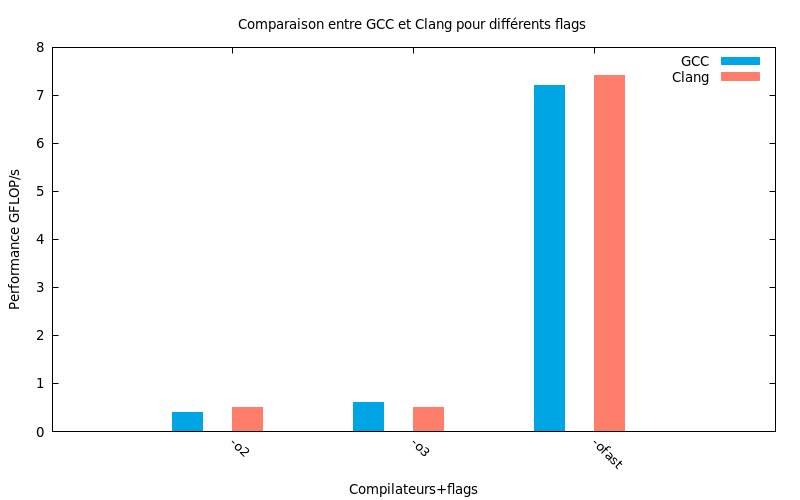 Comparaison entre GCC et Clang pour différents flags
8
7
6
5
4
3
2
1
0
Performance GFLOP/s
GCC
Clang
-o2
-o3
-ofast
Compilateurs+flags